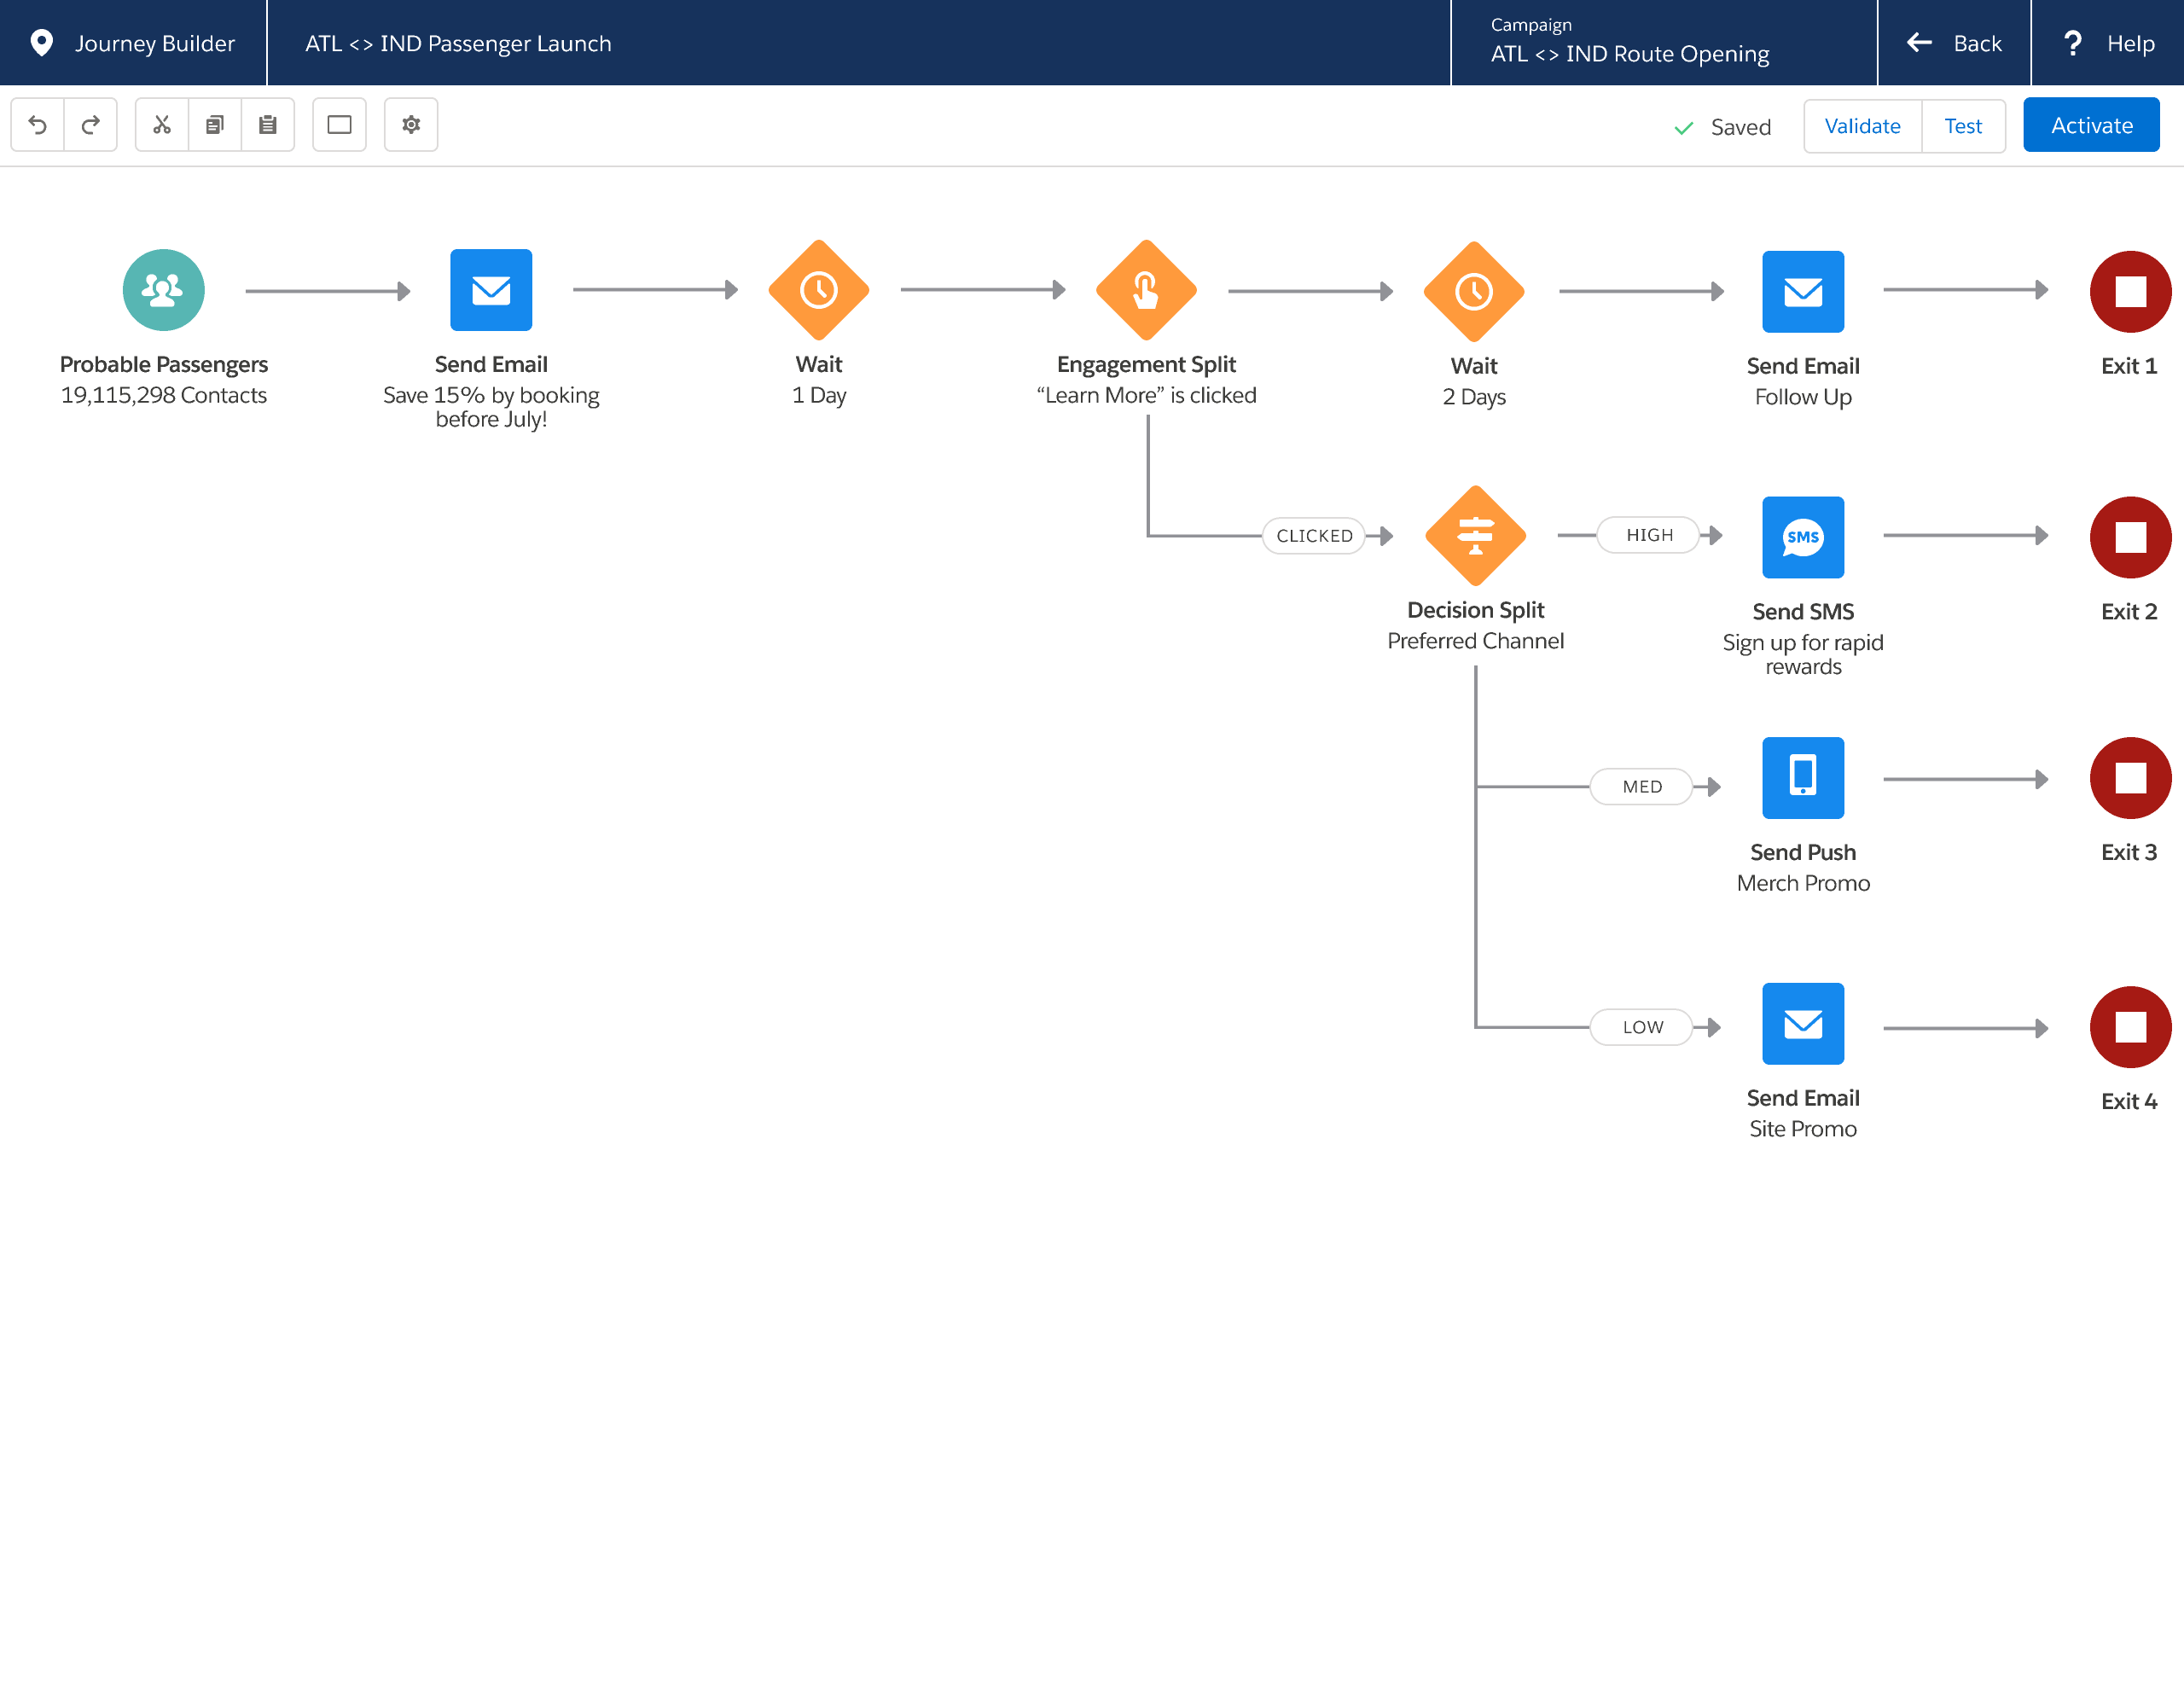 Journey Builder
ATL <> IND Passenger Launch
Campaign
ATL <> IND Route Opening
Back
? Help
Saved
Validate
Test
Activate
Probable Passengers
19,115,298 Contacts
Send Email
Save 15% by booking
before July!
Wait
1 Day
Engagement Split
“Learn More” is clicked
Wait
2 Days
Send Email
Follow Up
Exit 1
CLICKED
Decision Split
Preferred Channel
HIGH
SMS
Send SMS
Sign up for rapid
rewards
Exit 2
MED
Send Push
Merch Promo
Exit 3
LOW
Send Email
Site Promo
Exit 4